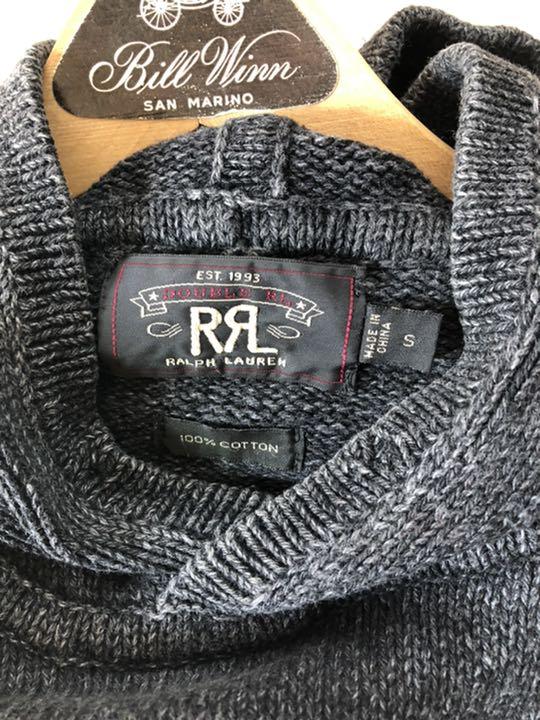 Bill Winn
SAN MARINO
EST. 1993
DOUBLE RL
RRL
RALPH LAUREN
MADE IN
CHINA
S
100% COTTON